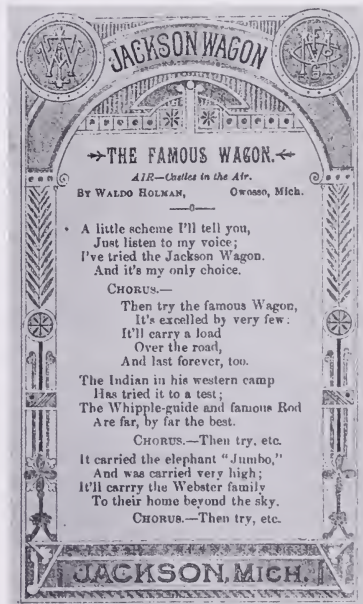 JACKSON WAGON
THE FAMOUS WAGON.
AIR—Castles in the Air.
BY WALDO HOLMAN, Owosso, Mich.
A little scheme I'll tell you,
Just listen to my voice;
I've tried the Jackson Wagon.
And it's my only choice.
CHORUS.—
Then try the famous Wagon,
It's excelled by very few:
It'll carry a load
Over the road,
And last forever, too.
The Indian in his western camp
Has tried it to a test;
The Whipple-guide and famous Rod
Are far, by far the best.
CHORUS.—Then try, etc.
It carried the elephant "Jumbo,"
And was carried very high;
It'll carrry the Webster family
To their home beyond the sky.
CHORUS.—Then try, etc.
JACKSON, MICH.